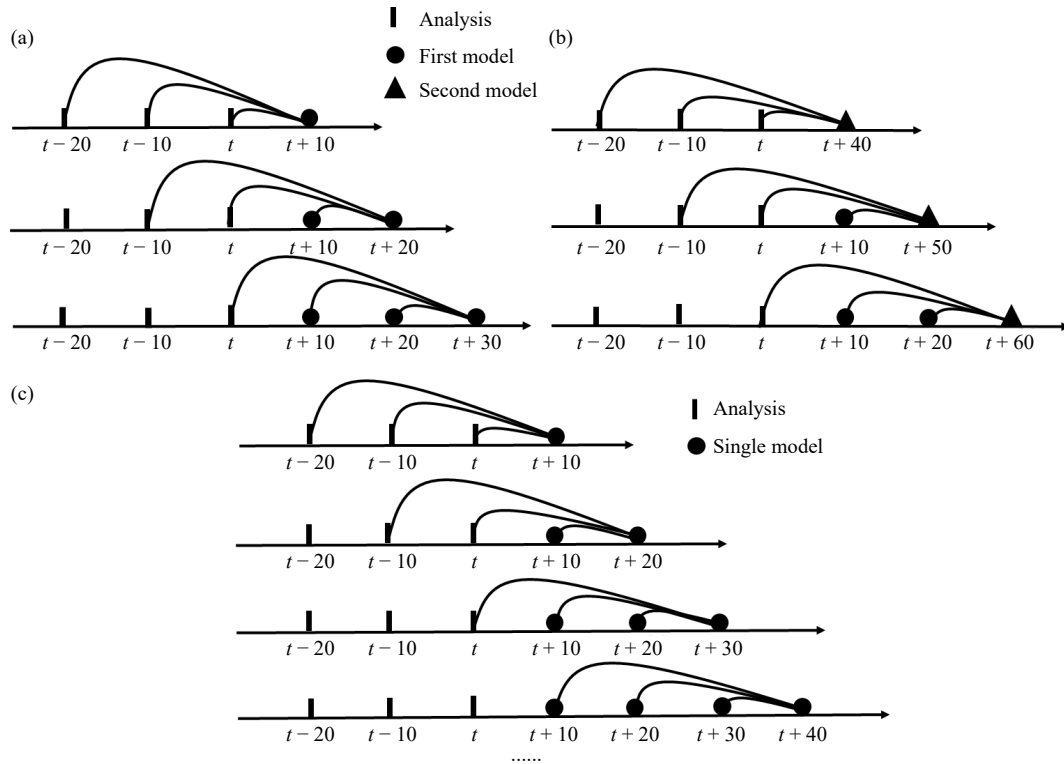 (a)
Analysis
First model
Second model
(b)
t − 20 t − 10 t t + 10
t − 20 t − 10 t t + 40
t − 20 t − 10 t t + 10 t + 20
t − 20 t − 10 t t + 10 t + 50
t − 20 t − 10 t t + 10 t + 20 t + 30
t − 20 t − 10 t t + 10 t + 20 t + 60
(c)
Analysis
Single model
t − 20 t − 10 t t + 10
t − 20 t − 10 t t + 10 t + 20
t − 20 t − 10 t t + 10 t + 20 t + 30
t − 20 t − 10 t t + 10 t + 20 t + 30 t + 40
......